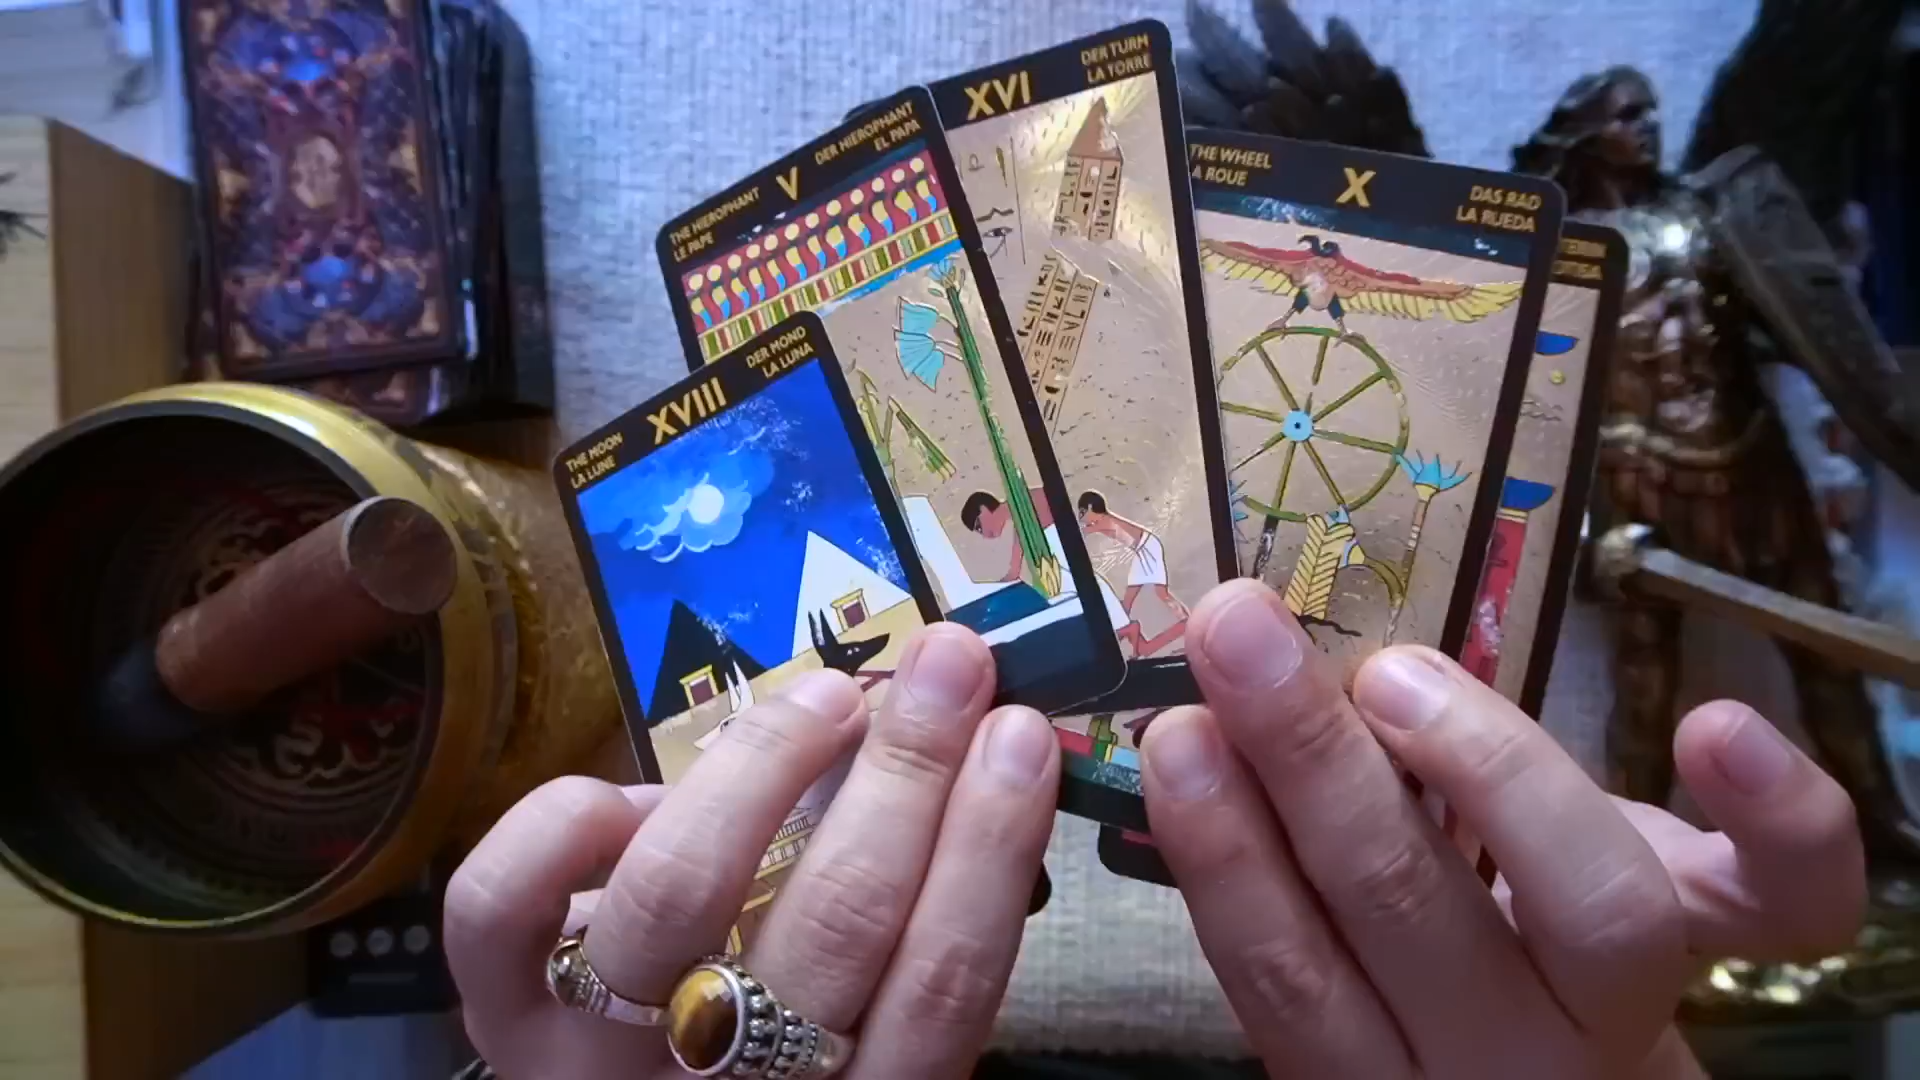 THE MOON
LA LUNE
XVIII
DER MOND
LA LUNA
THE HIEROPHANT
LE PAPE
V
DER HIEROPHANT
EL PAPA
XVI
DER TURM
LA TORRE
THE WHEEL
A ROUE
X
DAS RAD
LA RUEDA